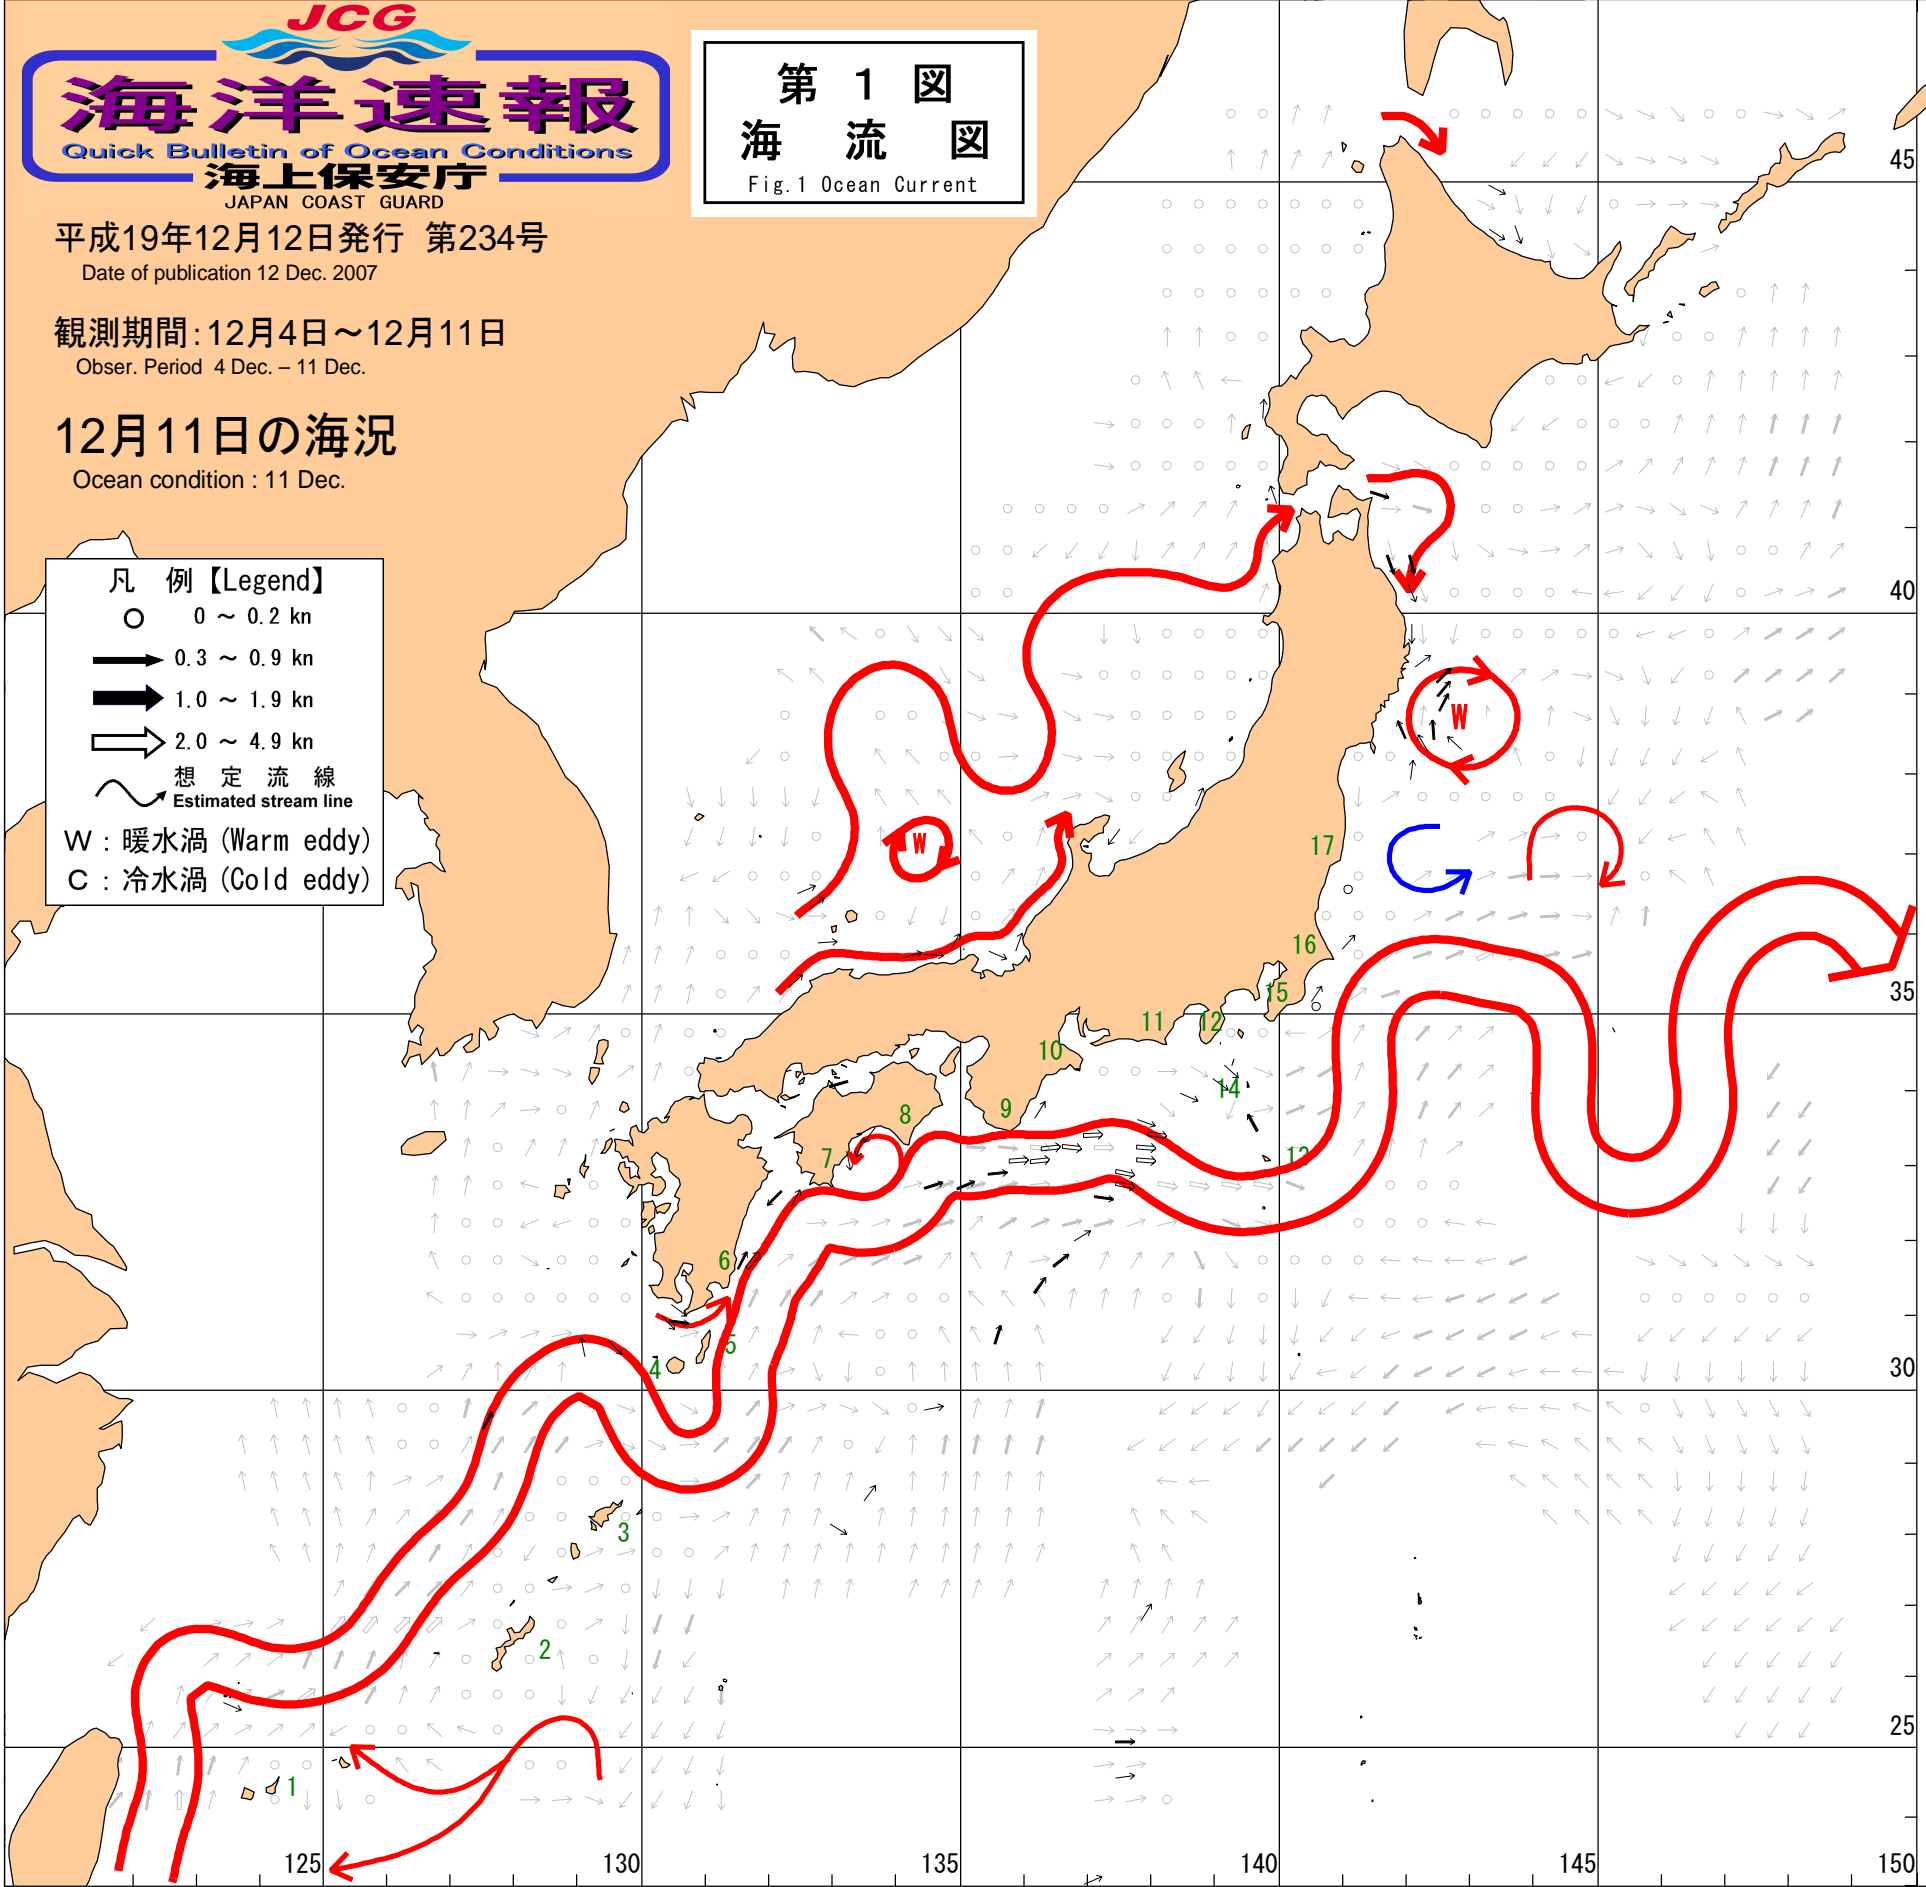 JCG
海洋速報
Quick Bulletin of Ocean Conditions
海上保安庁
JAPAN COAST GUARD
平成19年12月12日発行 第234号
Date of publication 12 Dec. 2007
観測期間:12月4日～12月11日
Obser. Period 4 Dec. – 11 Dec.
12月11日の海況
Ocean condition : 11 Dec.
第 1 図
海 流 図
Fig.1 Ocean Current
凡 例【Legend】
0 ～ 0.2 kn
0.3 ～ 0.9 kn
1.0 ～ 1.9 kn
2.0 ～ 4.9 kn
想 定 流 線
Estimated stream line
W : 暖水渦 (Warm eddy)
C : 冷水渦 (Cold eddy)
45
40
35
30
25
125
130
135
140
145
150
W
W
17
16
15
12
11
10
14
9
8
7
13
6
5
4
3
2
1